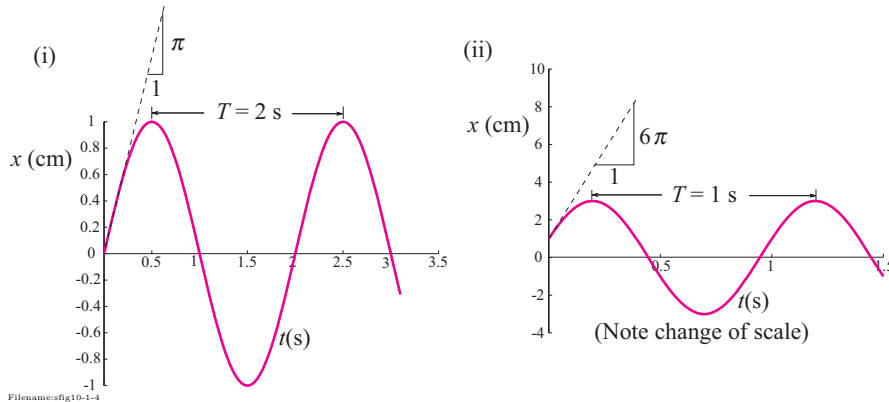 (i)
π
1
T = 2 s
x (cm)
1
0.8
0.6
0.4
0.2
0
-0.2
-0.4
-0.6
-0.8
-1
0.5
1
1.5
2
2.5
3
3.5
t(s)
Filename:sfig10-1-4
(ii)
6π
1
T = 1 s
x (cm)
10
8
6
4
2
0
-2
-4
0.5
1
1.5
t(s)
(Note change of scale)